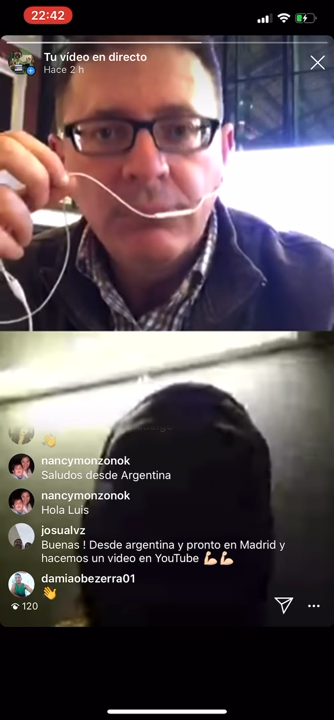 22:42
Tu vídeo en directo
Hace 2 h
👋
nancymonzonok
Saludos desde Argentina
nancymonzonok
Hola Luis
josualvz
Buenas ! Desde argentina y pronto en Madrid y
hacemos un video en YouTube 💪🏻💪🏻
damiaobezerra01
👋
120